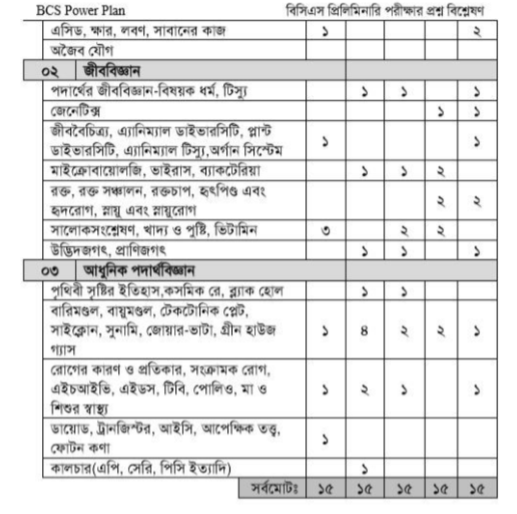 BCS Power Plan বিসিএস প্রিলিমিনারি পরীক্ষার প্রশ্ন বিশ্লেষণ
এসিড, ক্ষার, লবণ, সাবানের কাজ ১ ২
অজৈব যৌগ
০২ জীববিজ্ঞান
পদার্থের জীববিজ্ঞান-বিষয়ক ধর্ম, টিস্যু ১ ১ ১
জেনেটিক্স ১ ১
জীববৈচিত্র্য, এ্যানিম্যাল ডাইভারসিটি, প্লান্ট
ডাইভারসিটি, এ্যানিম্যাল টিস্যু,অর্গান সিস্টেম ১ ১
মাইক্রোবায়োলজি, ভাইরাস, ব্যাকটেরিয়া ১ ১ ২
রক্ত, রক্ত সঞ্চালন, রক্তচাপ, হৃৎপিণ্ড এবং
হৃদরোগ, স্নায়ু এবং স্নায়ুরোগ ২ ২
সালোকসংশ্লেষণ, খাদ্য ও পুষ্টি, ভিটামিন ৩ ২ ২
উদ্ভিদজগৎ, প্রাণিজগৎ ১ ১ ১
০৩ আধুনিক পদার্থবিজ্ঞান
পৃথিবী সৃষ্টির ইতিহাস,কসমিক রে, ব্ল্যাক হোল ১ ১
বারিমণ্ডল, বায়ুমণ্ডল, টেকটোনিক প্লেট,
সাইক্লোন, সুনামি, জোয়ার-ভাটা, গ্রীন হাউজ ১ ৪ ২ ২ ১
গ্যাস
রোগের কারণ ও প্রতিকার, সংক্রামক রোগ,
এইচআইভি, এইডস, টিবি, পোলিও, মা ও ১ ২ ১ ১
শিশুর স্বাস্থ্য
ডায়োড, ট্রানজিস্টর, আইসি, আপেক্ষিক তত্ত্ব,
ফোটন কণা ১
কালচার(এপি, সেরি, পিসি ইত্যাদি) ১
সর্বমোটঃ ১৫ ১৫ ১৫ ১৫ ১৫